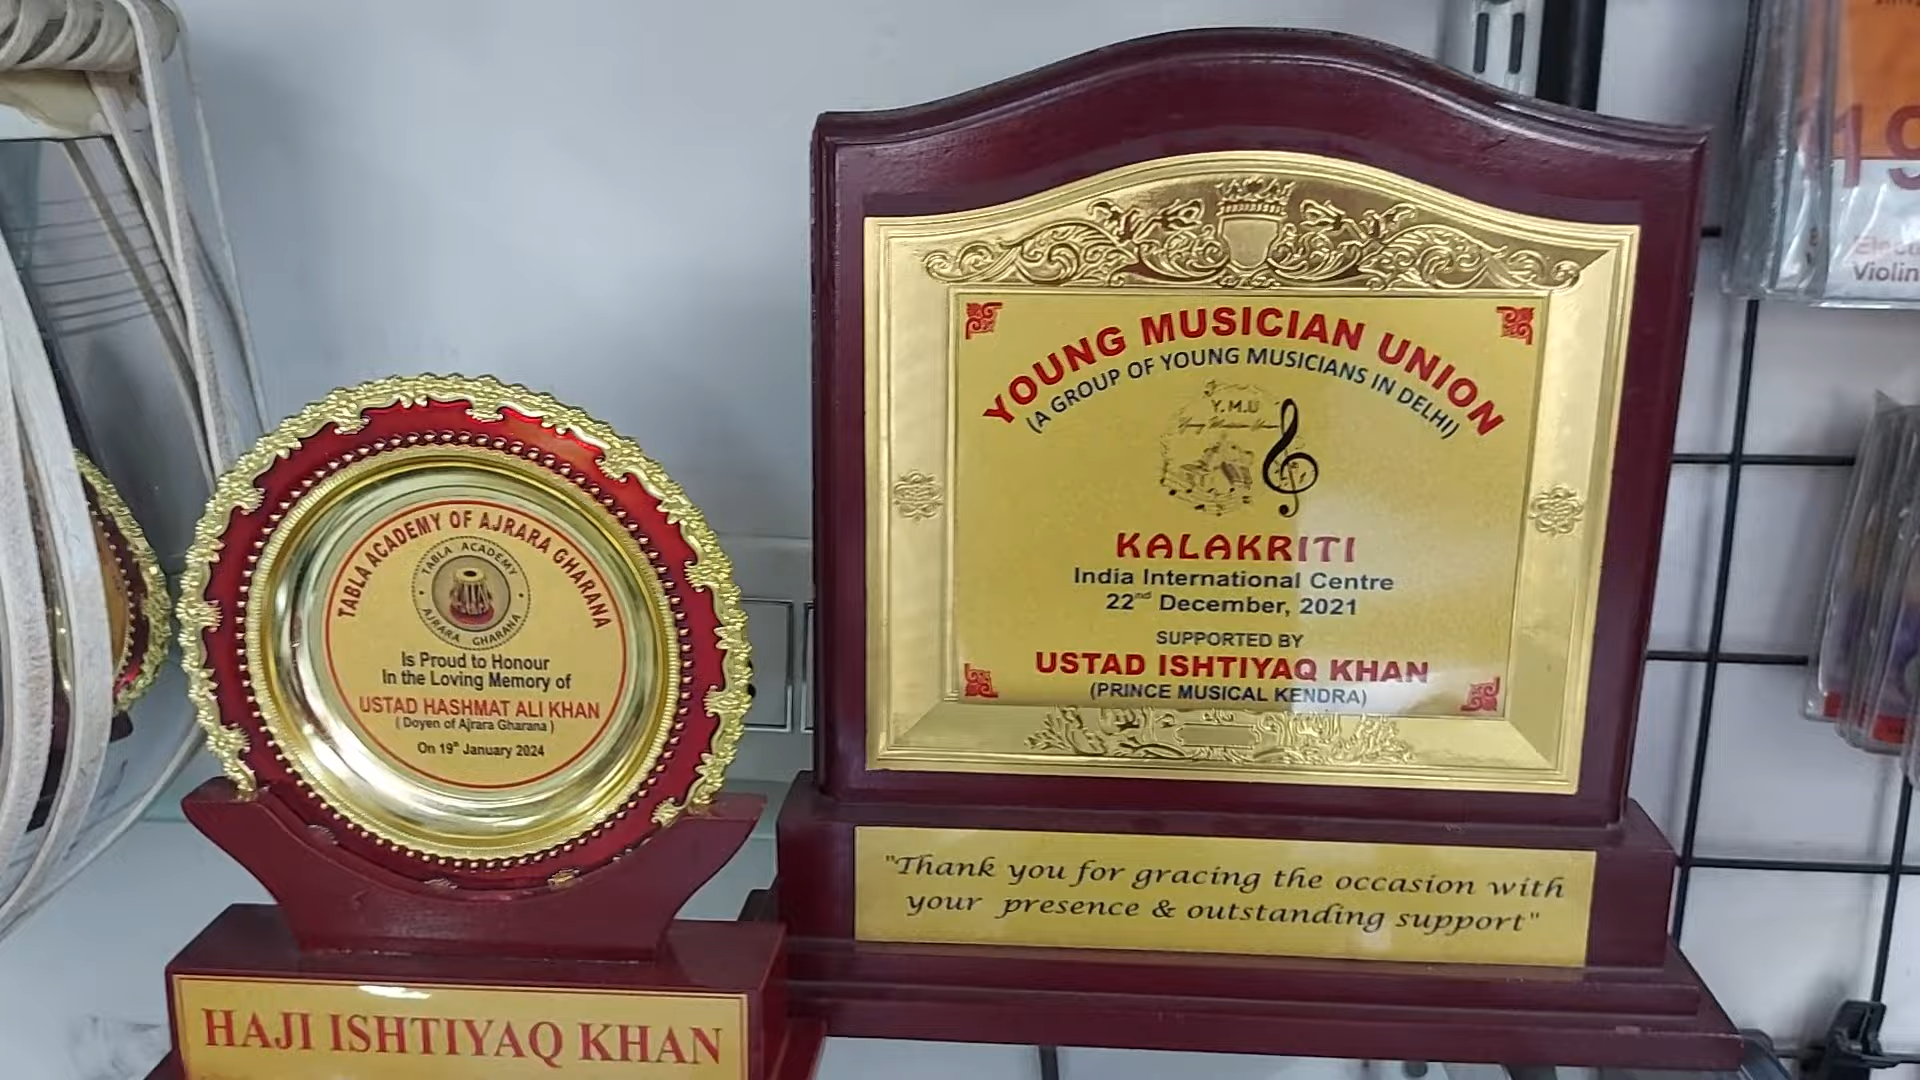 TABLA ACADEMY OF AJRARA GHARANA
TABLA ACADEMY
AJRARA GHARANA
Is Proud to Honour
In the Loving Memory of
USTAD HASHMAT ALI KHAN
( Doyen of Ajrara Gharana )
On 19th January 2024
HAJI ISHTIYAQ KHAN
YOUNG MUSICIAN UNION
(A GROUP OF YOUNG MUSICIANS IN DELHI)
Y.M.U
Young Musician Union
KALAKRITI
India International Centre
22nd December, 2021
SUPPORTED BY
USTAD ISHTIYAQ KHAN
(PRINCE MUSICAL KENDRA)
"Thank you for gracing the occasion with
your presence & outstanding support"
Violin